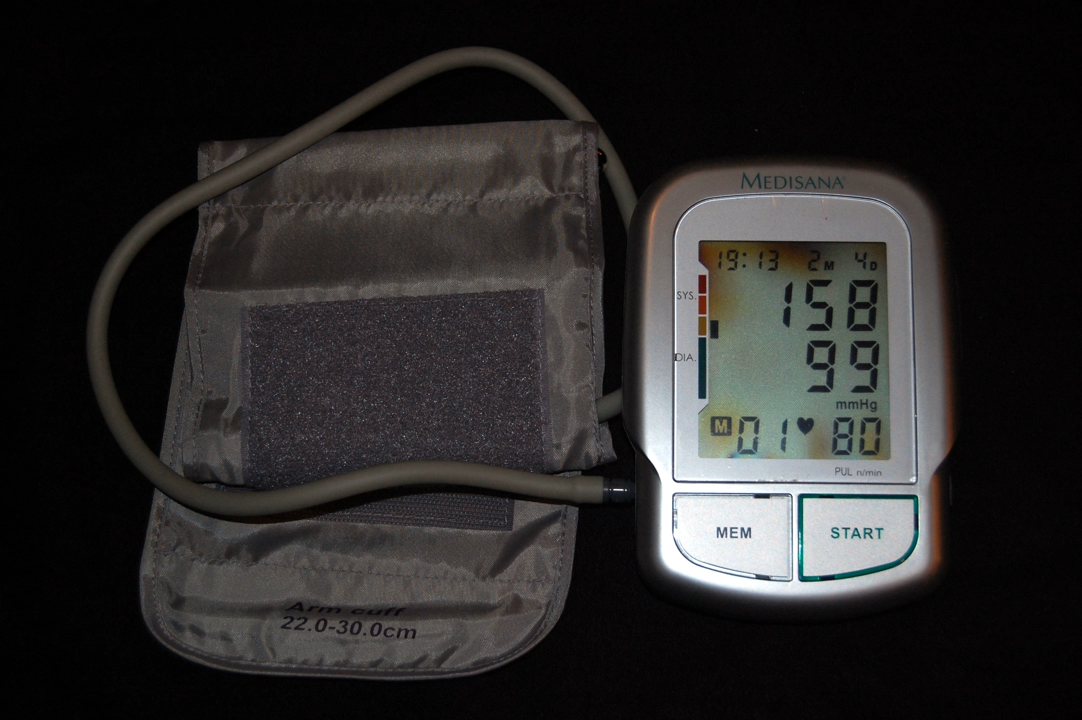 MEDISANA
19:13 2M 4D
SYS. 158
DIA. 99
mmHg
M 01 80
PUL n/min
MEM START
Arm cuff
22.0-30.0cm